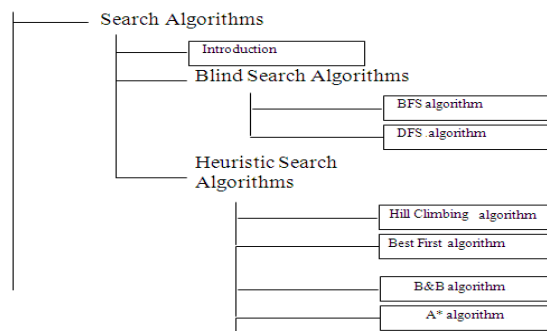 Search Algorithms
Introduction
Blind Search Algorithms
BFS algorithm
DFS .algorithm
Heuristic Search
Algorithms
Hill Climbing algorithm
Best First algorithm
B&B algorithm
A* algorithm